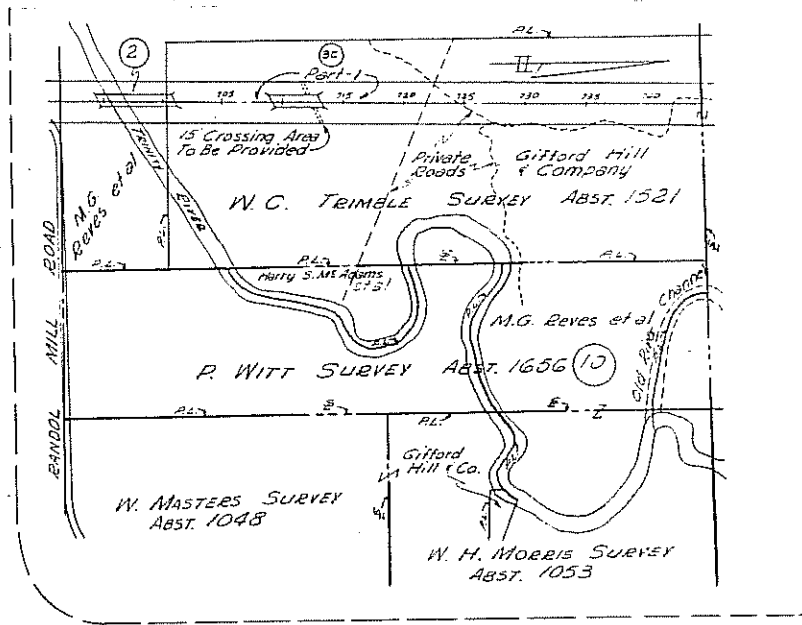 P.L.
2
3C
Part-1
II
705
715
720
725
730
735
740
15 Crossing Area
To Be Provided
TRINITY
RIVER
Private
Roads
Gifford Hill
& Company
M.G.
Reves et al
W. C. TRIMBLE SURVEY ABST. 1521
P.L.
P.L.
P.L.
Harry S. McAdams
et al
RANDOL MILL ROAD
M.G. Reves et al
Old River Channel
P. WITT SURVEY ABST. 1656
10
P.L.
P.L.
Gifford
Hill & Co.
W. MASTERS SURVEY
ABST. 1048
P.L.
W. H. MORRIS SURVEY
ABST. 1053